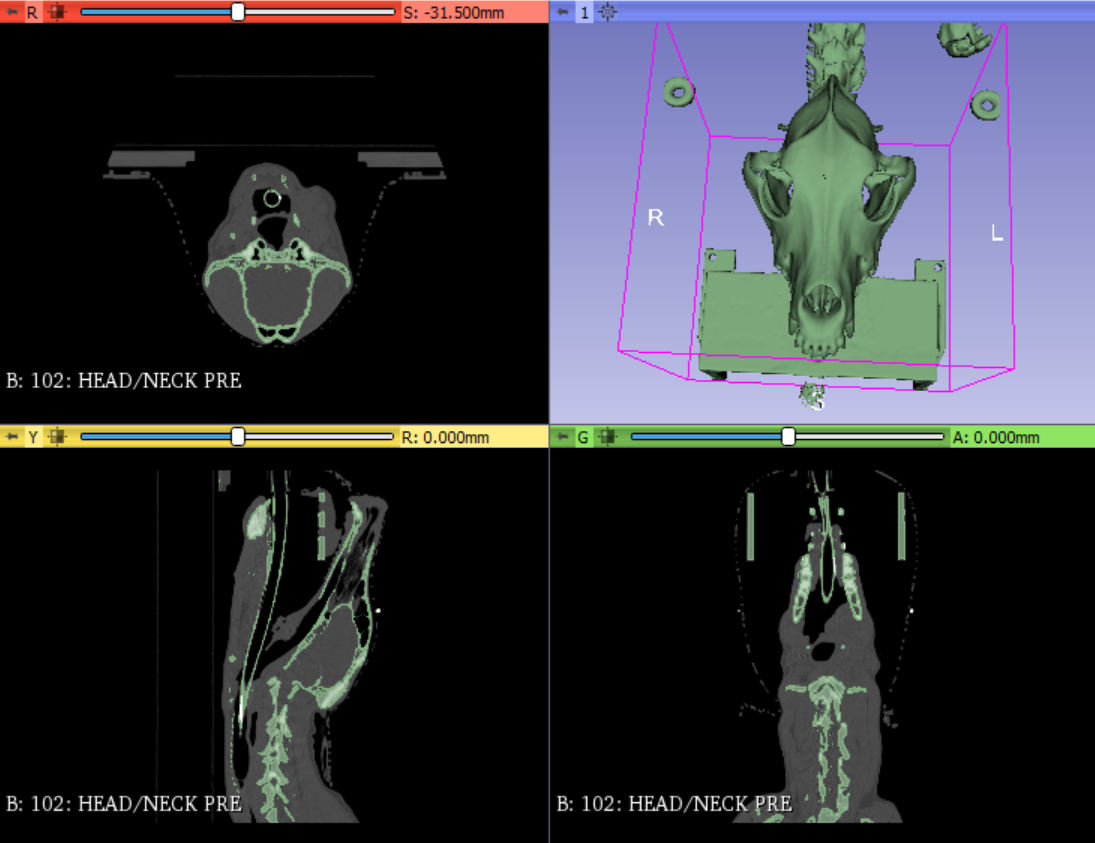 R S: -31.500mm
1
R
L
S
B: 102: HEAD/NECK PRE
Y R: 0.000mm
G A: 0.000mm
B: 102: HEAD/NECK PRE
B: 102: HEAD/NECK PRE